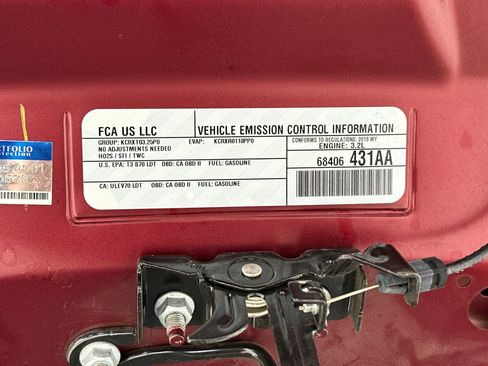 FCA US LLC
VEHICLE EMISSION CONTROL INFORMATION
GROUP: KCRXT03.25P0
EVAP: KCRXR0110PP0
CONFORMS TO REGULATIONS: 2019 MY
NO ADJUSTMENTS NEEDED
ENGINE: 3.2L
HO2S / SFI / TWC
68406 431AA
U.S. EPA: T3 B70 LDT OBD: CA OBD II FUEL: GASOLINE
CA: ULEV70 LDT OBD: CA OBD II FUEL: GASOLINE